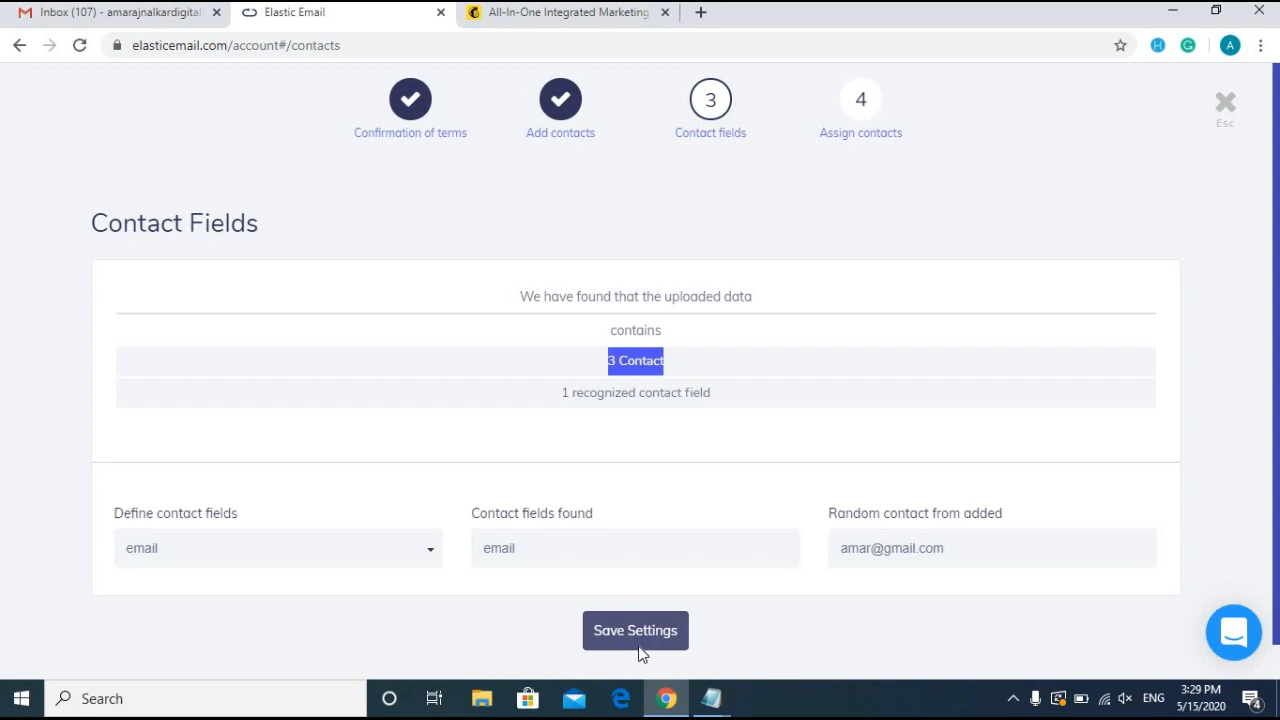 Inbox (107) - amarajnalkardigital
Elastic Email
All-In-One Integrated Marketing
elasticemail.com/account#/contacts
A
3
4
Confirmation of terms
Add contacts
Contact fields
Assign contacts
Esc
Contact Fields
We have found that the uploaded data
contains
3 Contact
1 recognized contact field
Define contact fields
Contact fields found
Random contact from added
email
email
amar@gmail.com
Save Settings
Search
ENG
3:29 PM
5/15/2020
4